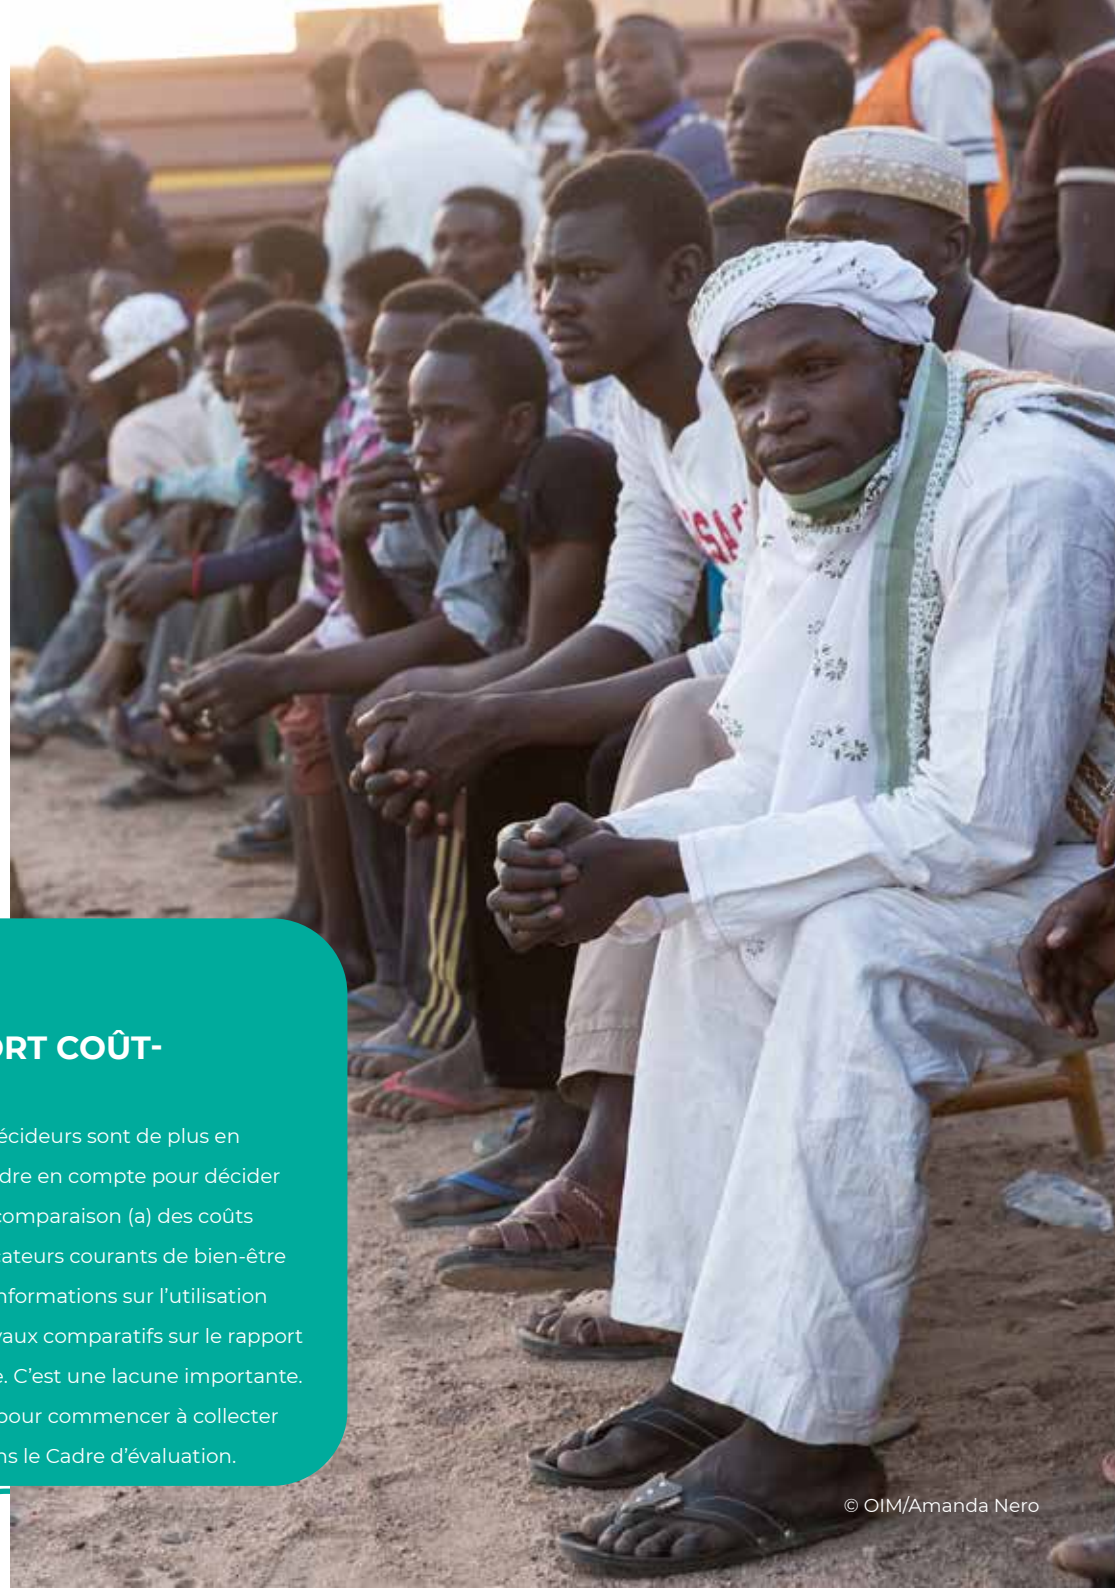 ORT COÛT-
écideurs sont de plus en
dre en compte pour décider
comparaison (a) des coûts
cateurs courants de bien-être
nformations sur l’utilisation
vaux comparatifs sur le rapport
e. C’est une lacune importante.
pour commencer à collecter
ns le Cadre d’évaluation.
© OIM/Amanda Nero